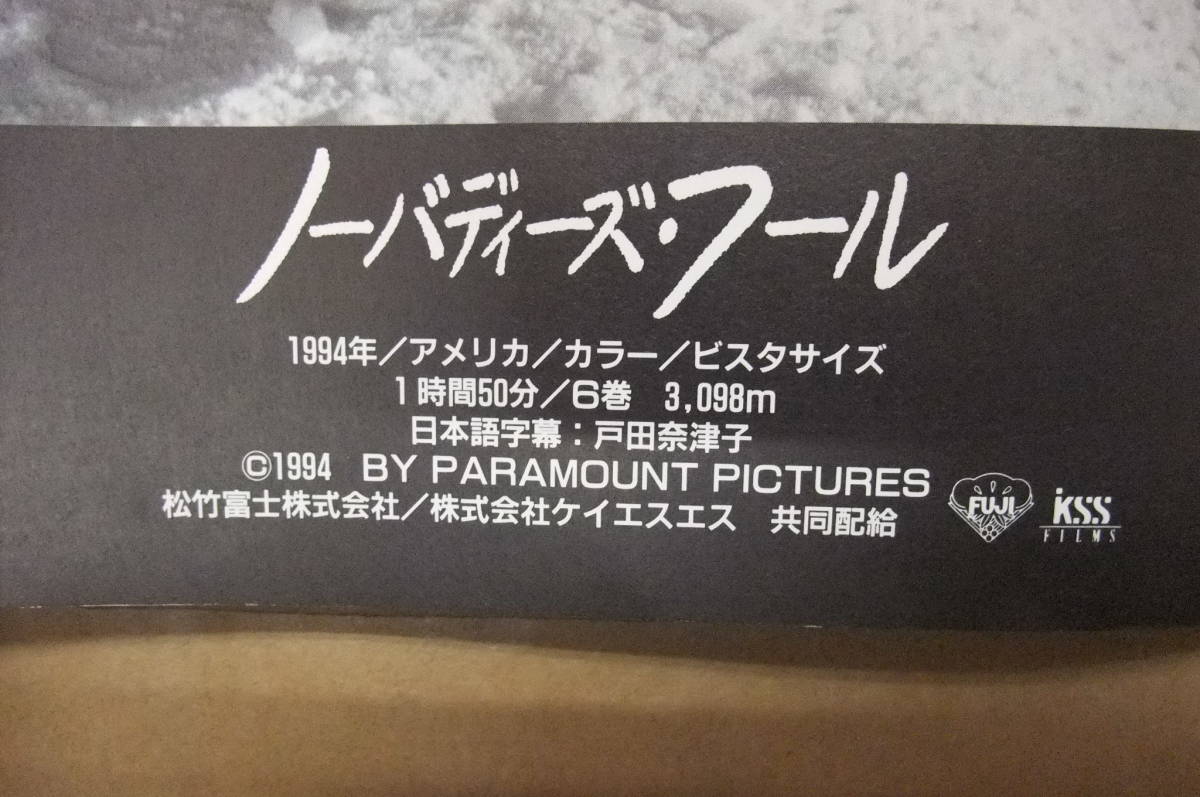 ノーバディーズ・フール
1994年／アメリカ／カラー／ビスタサイズ
1時間50分／6巻　3,098m
日本語字幕：戸田奈津子
©1994　BY PARAMOUNT PICTURES
松竹富士株式会社／株式会社ケイエスエス　共同配給
FUJI
KSS
FILMS